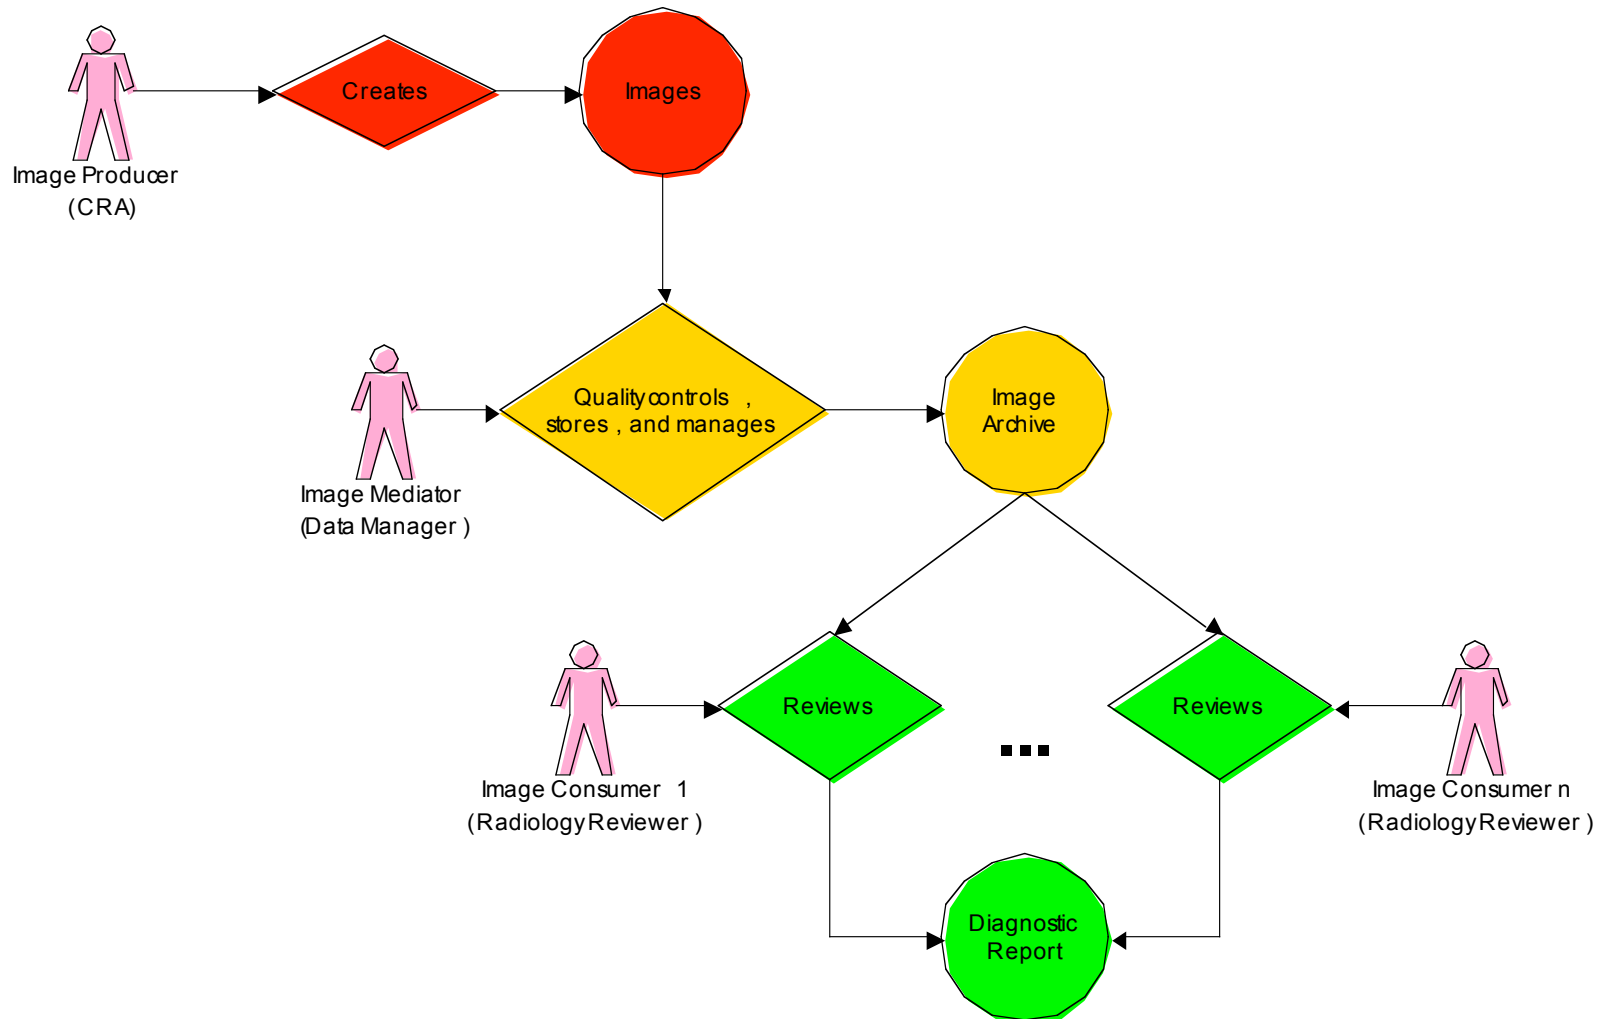 Creates
Images
Image Producer
(CRA)
Quality controls ,
stores , and manages
Image
Archive
Image Mediator
(Data Manager )
Reviews
Reviews
...
Image Consumer 1
(Radiology Reviewer )
Image Consumer n
(Radiology Reviewer )
Diagnostic
Report